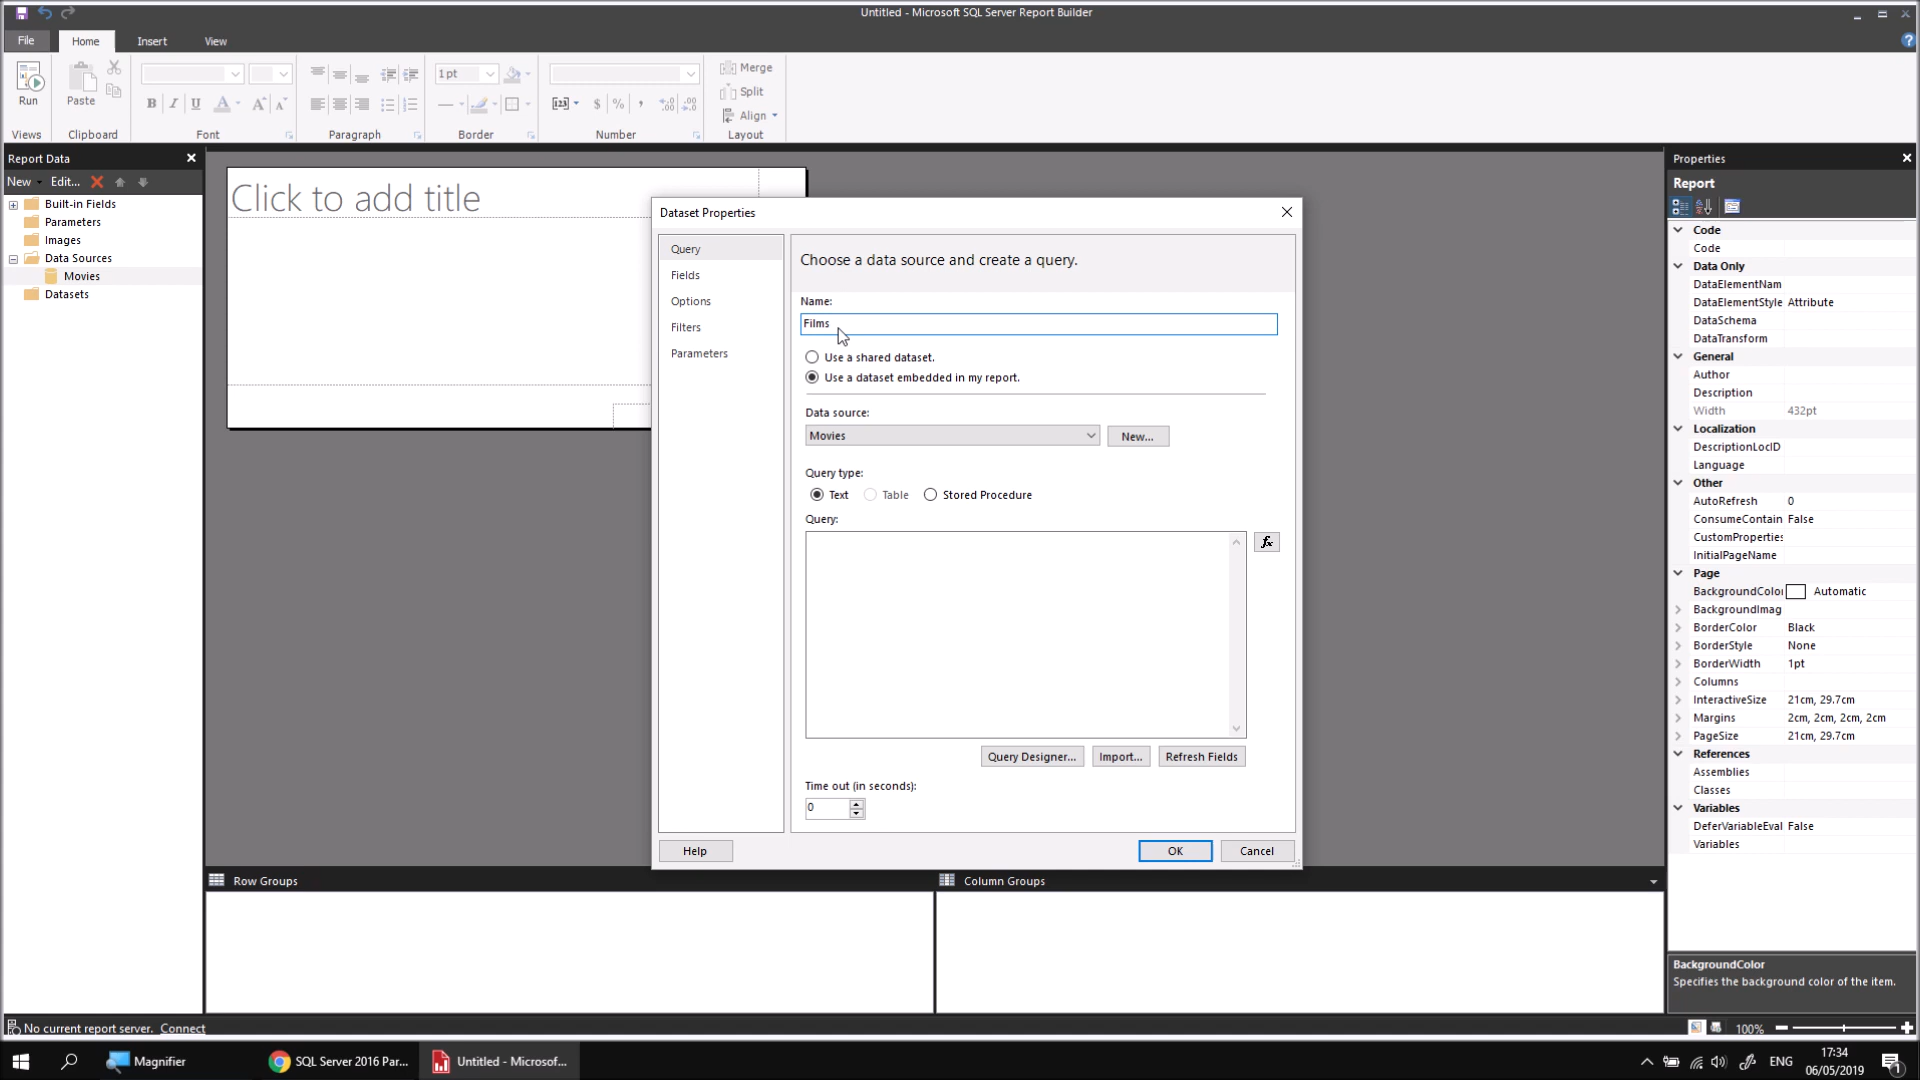 Untitled - Microsoft SQL Server Report Builder
File
Home
Insert
View
Run
Paste
1pt
Merge
Split
Align
B I U A A A
$ % ,
Views
Clipboard
Font
Paragraph
Border
Number
Layout
Report Data
New
Edit...
Built-in Fields
Parameters
Images
Data Sources
Movies
Datasets
Click to add title
Dataset Properties
Query
Fields
Options
Filters
Parameters
Choose a data source and create a query.
Name:
Films
Use a shared dataset.
Use a dataset embedded in my report.
Data source:
Movies
New...
Query type:
Text
Table
Stored Procedure
Query:
fx
Query Designer...
Import...
Refresh Fields
Time out (in seconds):
0
Help
OK
Cancel
Properties
Report
Code
Code
Data Only
DataElementNam
DataElementStyle Attribute
DataSchema
DataTransform
General
Author
Description
Width 432pt
Localization
DescriptionLocID
Language
Other
AutoRefresh 0
ConsumeContain False
CustomProperties
InitialPageName
Page
BackgroundColor Automatic
BackgroundImag
BorderColor Black
BorderStyle None
BorderWidth 1pt
Columns
InteractiveSize 21cm, 29.7cm
Margins 2cm, 2cm, 2cm, 2cm
PageSize 21cm, 29.7cm
References
Assemblies
Classes
Variables
DeferVariableEval False
Variables
BackgroundColor
Specifies the background color of the item.
Row Groups
Column Groups
No current report server. Connect
100%
Magnifier
SQL Server 2016 Par...
Untitled - Microsof...
ENG
17:34
06/05/2019
1